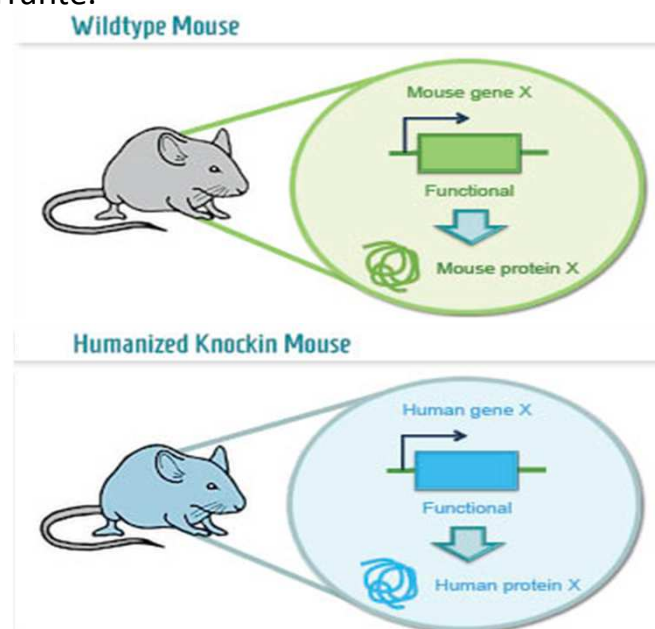 Wildtype Mouse
Mouse gene X
Functional
Mouse protein X
Humanized Knockin Mouse
Human gene X
Functional
Human protein X